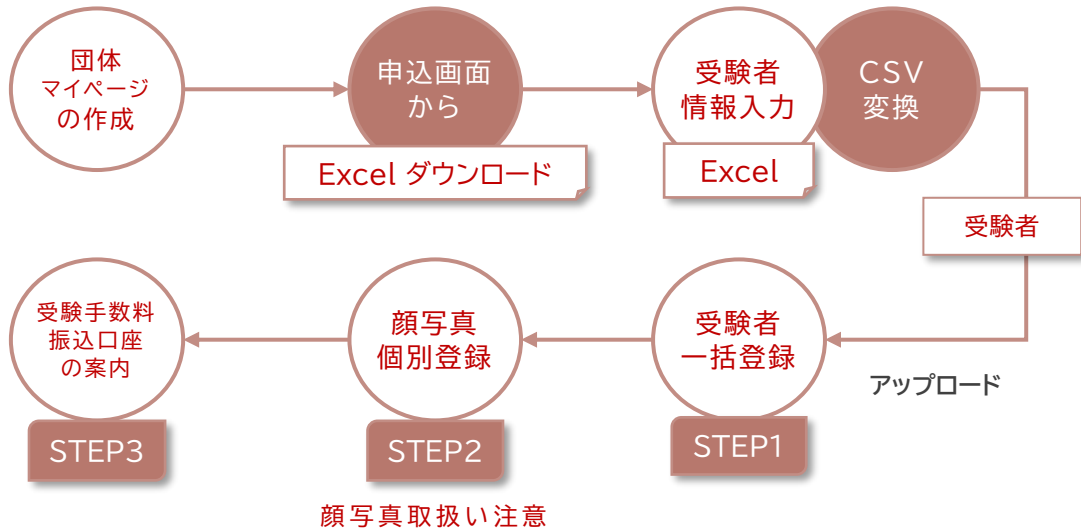 団体
マイページ
の作成
申込画面
から
Excel ダウンロード
受験者
情報入力
Excel
CSV
変換
受験者
アップロード
受験者
一括登録
STEP1
顔写真
個別登録
STEP2
顔写真取扱い注意
受験手数料
振込口座
の案内
STEP3